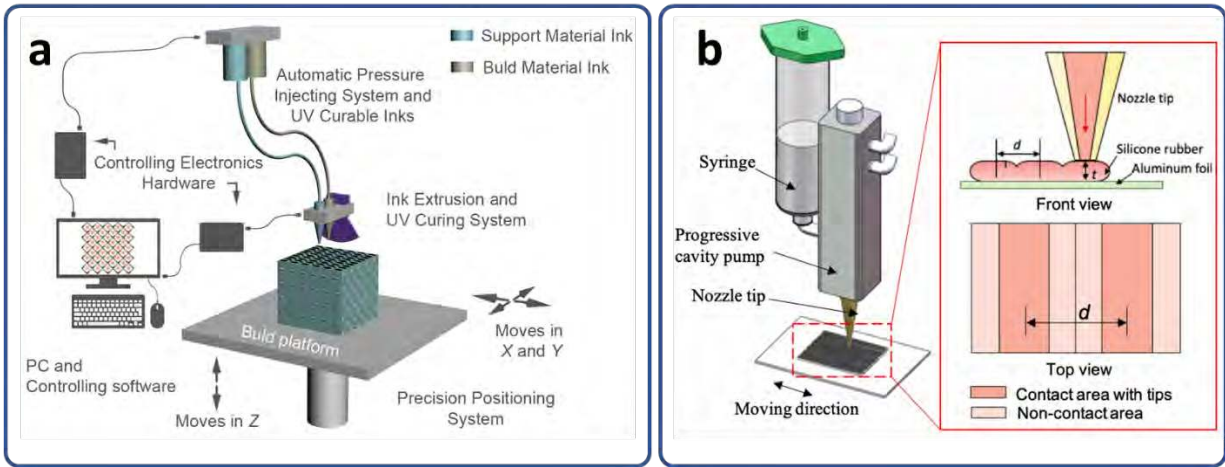 a
Support Material Ink
Buld Material Ink
Automatic Pressure
Injecting System and
UV Curable Inks
Controlling Electronics
Hardware
Ink Extrusion and
UV Curing System
Buld platform
Moves in
X and Y
PC and
Controlling software
Moves in Z
Precision Positioning
System
b
Syringe
Progressive
cavity pump
Nozzle tip
Moving direction
Nozzle tip
d
Silicone rubber
t
Aluminum foil
Front view
d
Top view
Contact area with tips
Non-contact area